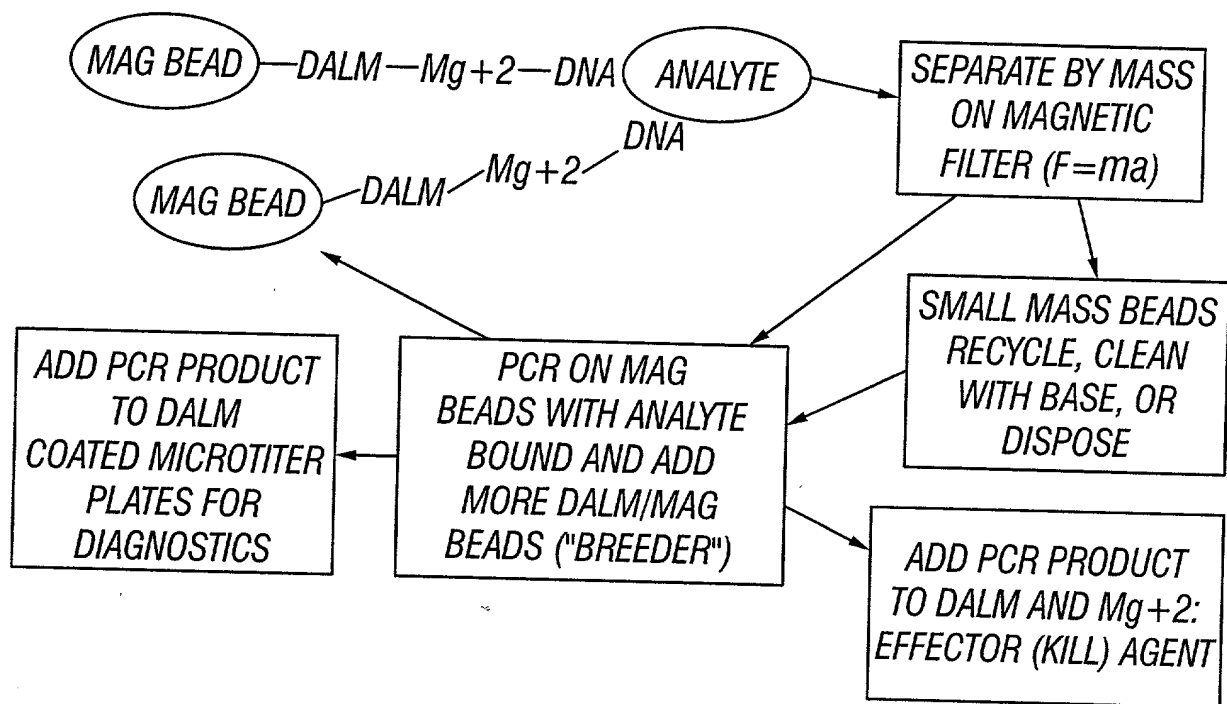 MAG BEAD—DALM—Mg+2—DNA ANALYTE
DNA
MAG BEAD—DALM—Mg+2—
SEPARATE BY MASS
ON MAGNETIC
FILTER (F=ma)
SMALL MASS BEADS
RECYCLE, CLEAN
WITH BASE, OR
DISPOSE
PCR ON MAG
BEADS WITH ANALYTE
BOUND AND ADD
MORE DALM/MAG
BEADS ("BREEDER")
ADD PCR PRODUCT
TO DALM
COATED MICROTITER
PLATES FOR
DIAGNOSTICS
ADD PCR PRODUCT
TO DALM AND Mg+2:
EFFECTOR (KILL) AGENT